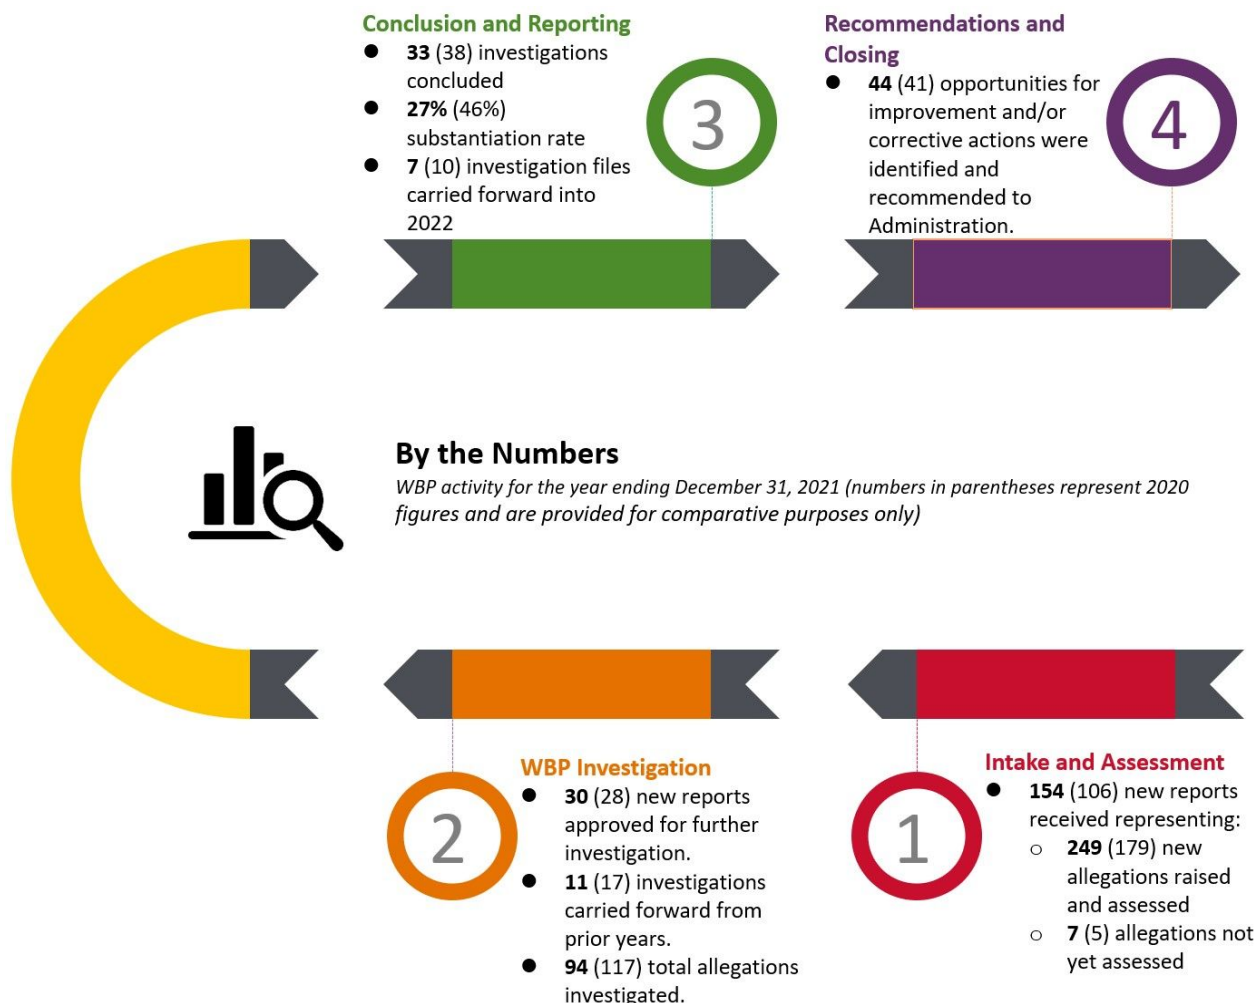 Conclusion and Reporting
● 33 (38) investigations
concluded
● 27% (46%)
substantiation rate
● 7 (10) investigation files
carried forward into
2022
3
Recommendations and
Closing
● 44 (41) opportunities for
improvement and/or
corrective actions were
identified and
recommended to
Administration.
4
By the Numbers
WBP activity for the year ending December 31, 2021 (numbers in parentheses represent 2020
figures and are provided for comparative purposes only)
2
WBP Investigation
● 30 (28) new reports
approved for further
investigation.
● 11 (17) investigations
carried forward from
prior years.
● 94 (117) total allegations
investigated.
1
Intake and Assessment
● 154 (106) new reports
received representing:
o 249 (179) new
allegations raised
and assessed
o 7 (5) allegations not
yet assessed